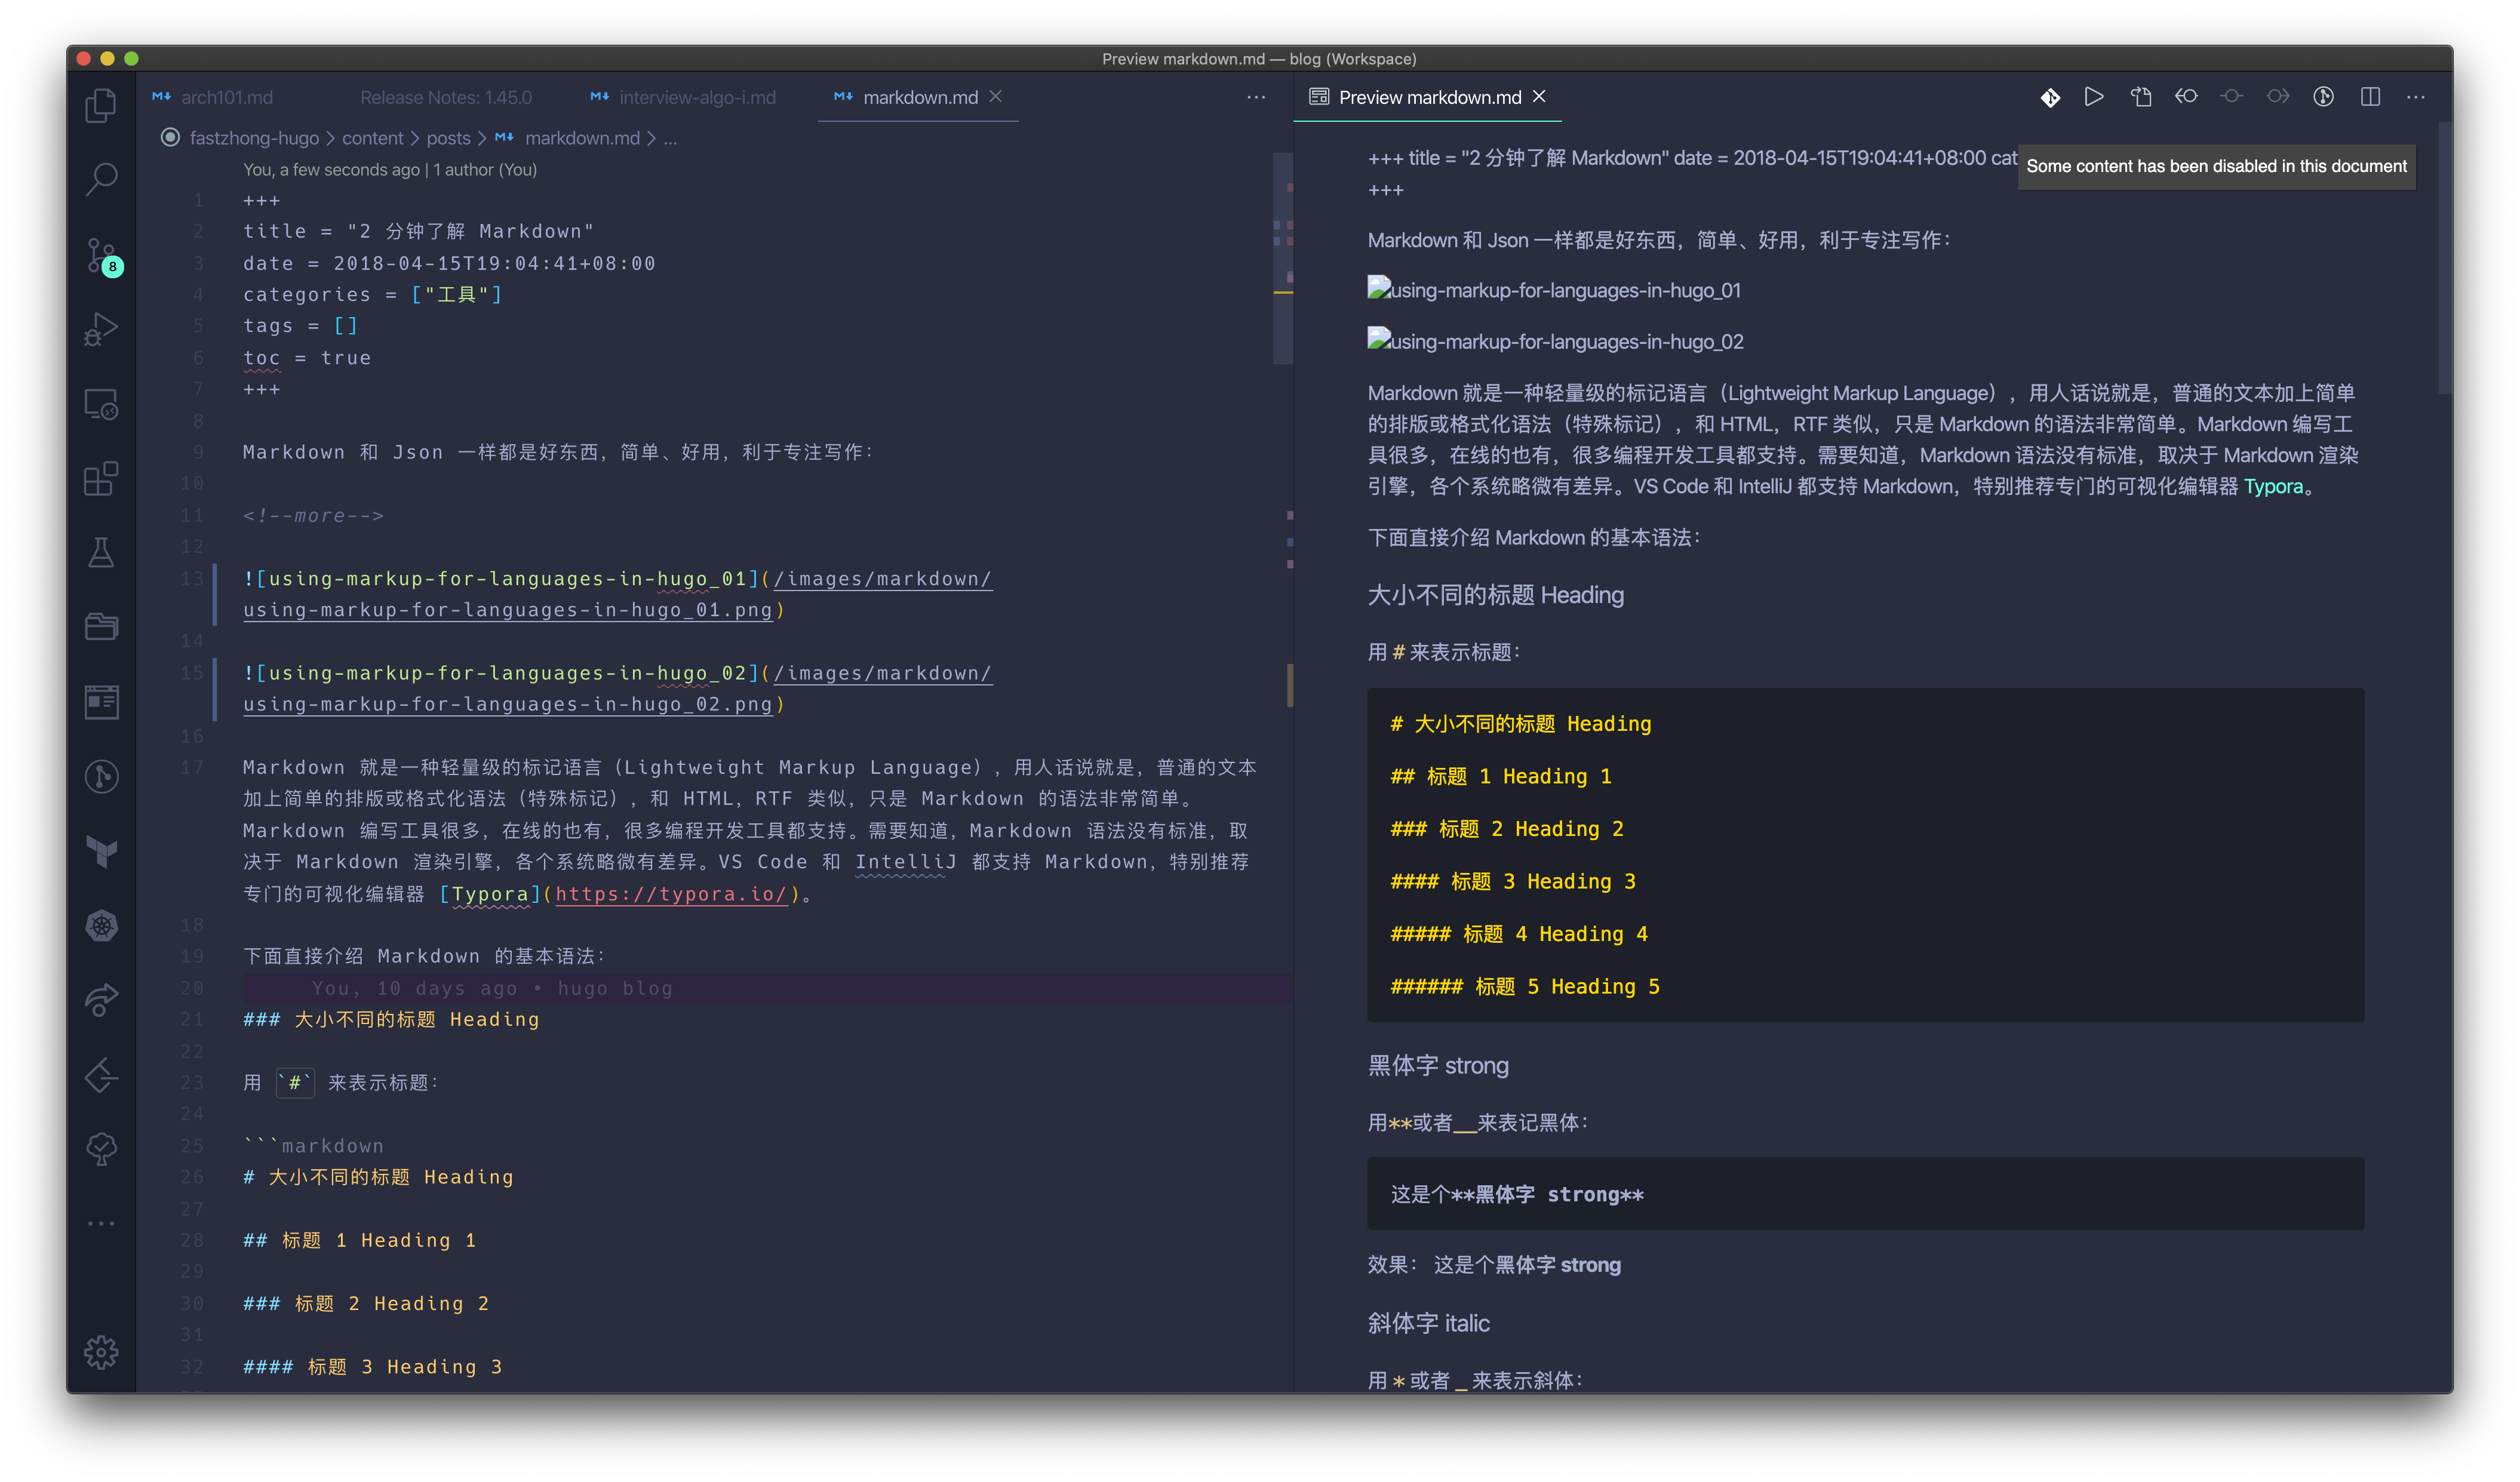 Preview markdown.md — blog (Workspace)
arch101.md
Release Notes: 1.45.0
interview-algo-i.md
markdown.md
fastzhong-hugo > content > posts > markdown.md > ...
You, a few seconds ago | 1 author (You)
1 +++
2 title = "2 分钟了解 Markdown"
3 date = 2018-04-15T19:04:41+08:00
4 categories = ["工具"]
5 tags = []
6 toc = true
7 +++
8
9 Markdown 和 Json 一样都是好东西，简单、好用，利于专注写作：
10
11 <!--more-->
12
13 ![using-markup-for-languages-in-hugo_01](/images/markdown/
using-markup-for-languages-in-hugo_01.png)
14
15 ![using-markup-for-languages-in-hugo_02](/images/markdown/
using-markup-for-languages-in-hugo_02.png)
16
17 Markdown 就是一种轻量级的标记语言（Lightweight Markup Language），用人话说就是，普通的文本
加上简单的排版或格式化语法（特殊标记），和 HTML，RTF 类似，只是 Markdown 的语法非常简单。
Markdown 编写工具很多，在线的也有，很多编程开发工具都支持。需要知道，Markdown 语法没有标准，取
决于 Markdown 渲染引擎，各个系统略微有差异。VS Code 和 IntelliJ 都支持 Markdown，特别推荐
专门的可视化编辑器 [Typora](https://typora.io/)。
18
19 下面直接介绍 Markdown 的基本语法：
20 You, 10 days ago • hugo blog
21 ### 大小不同的标题 Heading
22
23 用 `#` 来表示标题：
24
25 ```markdown
26 # 大小不同的标题 Heading
27
28 ## 标题 1 Heading 1
29
30 ### 标题 2 Heading 2
31
32 #### 标题 3 Heading 3
8
Preview markdown.md
+++ title = "2 分钟了解 Markdown" date = 2018-04-15T19:04:41+08:00 cat
Some content has been disabled in this document
+++
Markdown 和 Json 一样都是好东西，简单、好用，利于专注写作：
using-markup-for-languages-in-hugo_01
using-markup-for-languages-in-hugo_02
Markdown 就是一种轻量级的标记语言（Lightweight Markup Language），用人话说就是，普通的文本加上简单
的排版或格式化语法（特殊标记），和 HTML，RTF 类似，只是 Markdown 的语法非常简单。Markdown 编写工
具很多，在线的也有，很多编程开发工具都支持。需要知道，Markdown 语法没有标准，取决于 Markdown 渲染
引擎，各个系统略微有差异。VS Code 和 IntelliJ 都支持 Markdown，特别推荐专门的可视化编辑器 Typora。
下面直接介绍 Markdown 的基本语法：
大小不同的标题 Heading
用 # 来表示标题：
# 大小不同的标题 Heading
## 标题 1 Heading 1
### 标题 2 Heading 2
#### 标题 3 Heading 3
##### 标题 4 Heading 4
###### 标题 5 Heading 5
黑体字 strong
用**或者__来表记黑体：
这是个**黑体字 strong**
效果： 这是个黑体字 strong
斜体字 italic
用 * 或者 _ 来表示斜体：